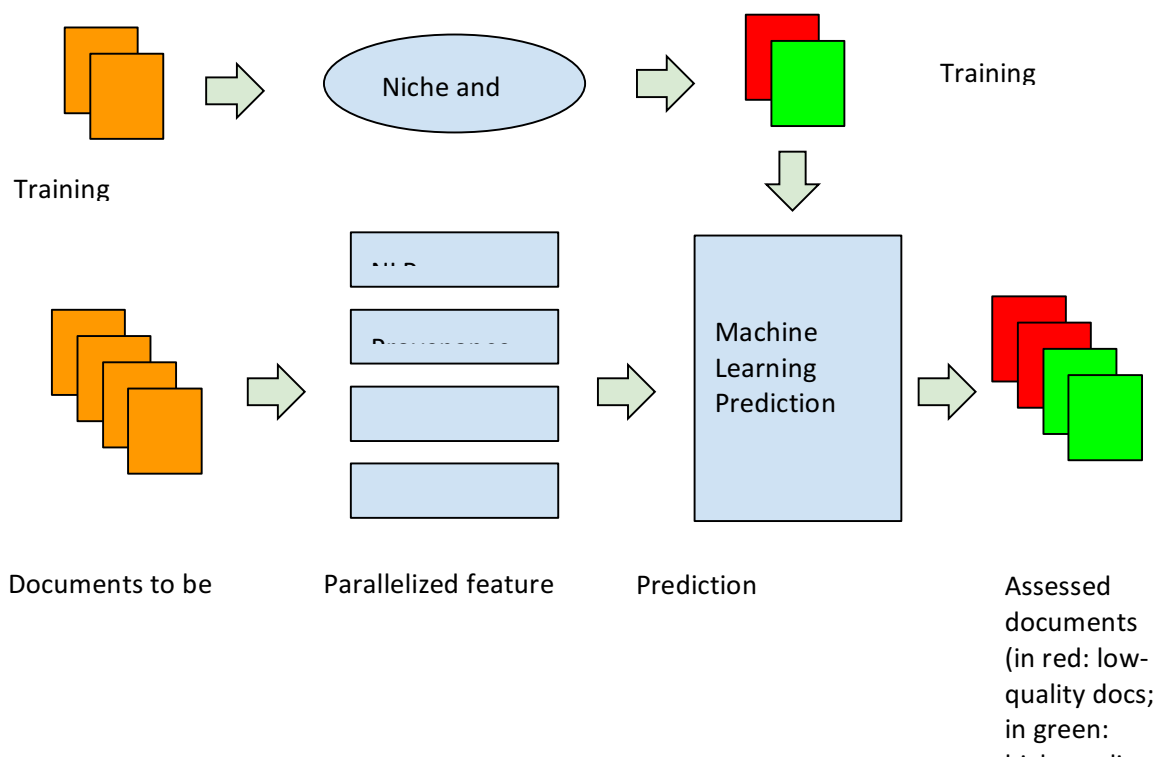 Niche and
Training
Training
Machine
Learning
Prediction
Documents to be
Parallelized feature
Prediction
Assessed
documents
(in red: low-
quality docs;
in green: